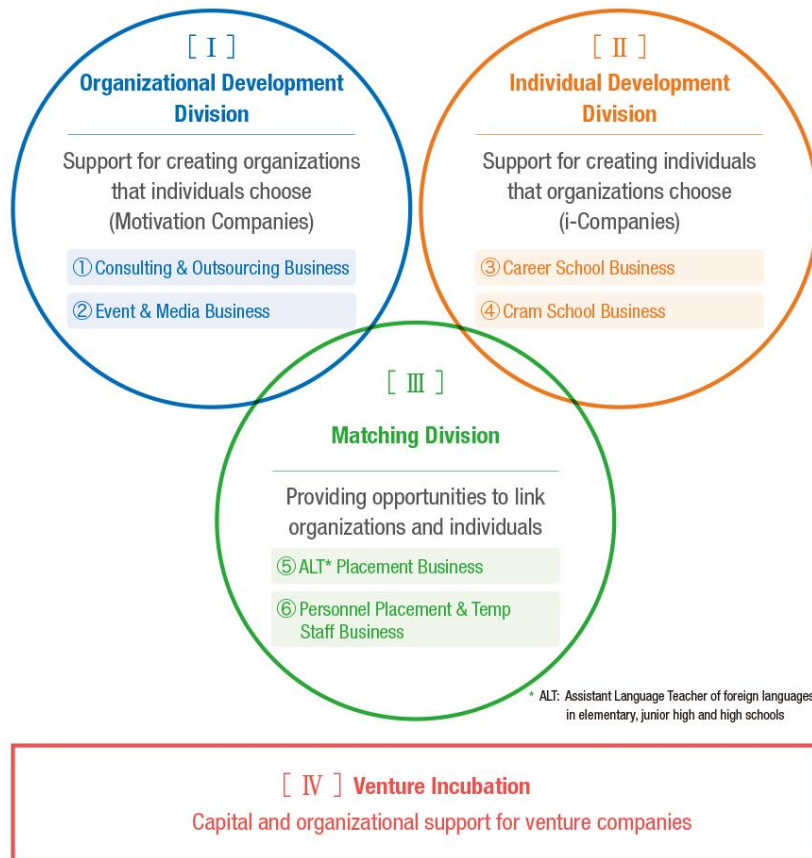 [ Ⅰ ]
Organizational Development
Division
Support for creating organizations
that individuals choose
(Motivation Companies)
① Consulting & Outsourcing Business
② Event & Media Business
[ Ⅱ ]
Individual Development
Division
Support for creating individuals
that organizations choose
(i-Companies)
③ Career School Business
④ Cram School Business
[ Ⅲ ]
Matching Division
Providing opportunities to link
organizations and individuals
⑤ ALT* Placement Business
⑥ Personnel Placement & Temp
Staff Business
* ALT: Assistant Language Teacher of foreign languages
in elementary, junior high and high schools
[ Ⅳ ] Venture Incubation
Capital and organizational support for venture companies